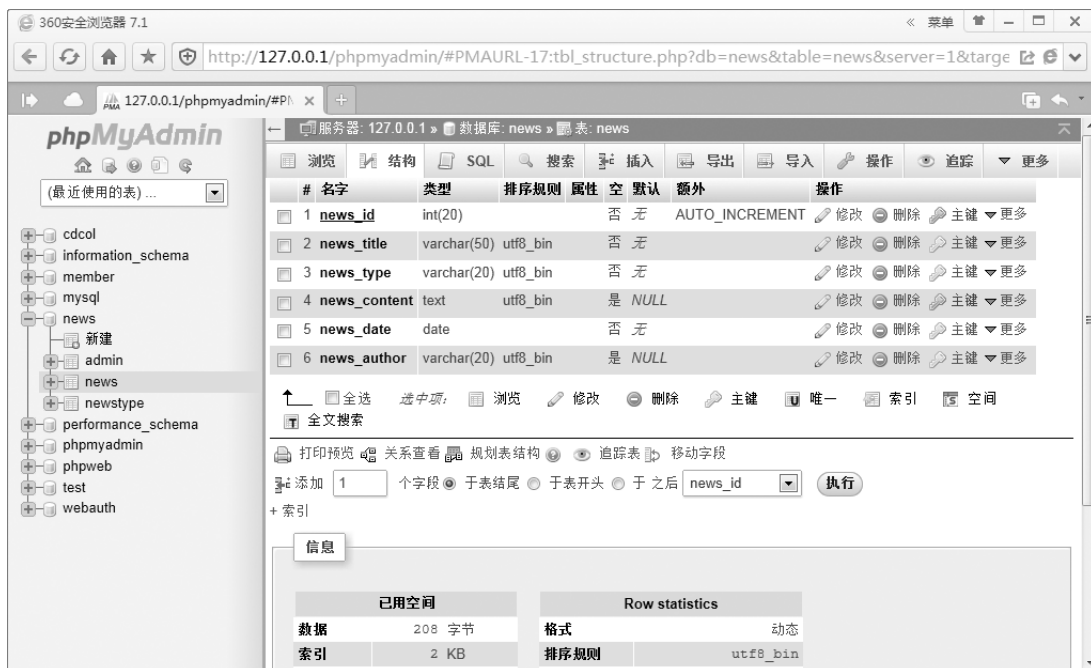 360安全浏览器 7.1
« 菜单
http://127.0.0.1/phpmyadmin/#PMAURL-17:tbl_structure.php?db=news&table=news&server=1&targe
127.0.0.1/phpmyadmin/#PM
phpMyAdmin
(最近使用的表) ...
cdcol
information_schema
member
mysql
news
新建
admin
news
newstype
performance_schema
phpmyadmin
phpweb
test
webauth
服务器: 127.0.0.1 » 数据库: news » 表: news
浏览 结构 SQL 搜索 插入 导出 导入 操作 追踪 更多
# 名字 类型 排序规则 属性 空 默认 额外 操作
1 news_id int(20) 否 无 AUTO_INCREMENT 修改 删除 主键 更多
2 news_title varchar(50) utf8_bin 否 无 修改 删除 主键 更多
3 news_type varchar(20) utf8_bin 否 无 修改 删除 主键 更多
4 news_content text utf8_bin 是 NULL 修改 删除 主键 更多
5 news_date date 否 无 修改 删除 主键 更多
6 news_author varchar(20) utf8_bin 是 NULL 修改 删除 主键 更多
全选 选中项: 浏览 修改 删除 主键 唯一 索引 空间
全文搜索
打印预览 关系查看 规划表结构 追踪表 移动字段
添加 1 个字段 于表结尾 于表开头 于 之后 news_id 执行
+ 索引
信息
已用空间
数据 208 字节
索引 2 KB
Row statistics
格式 动态
排序规则 utf8_bin